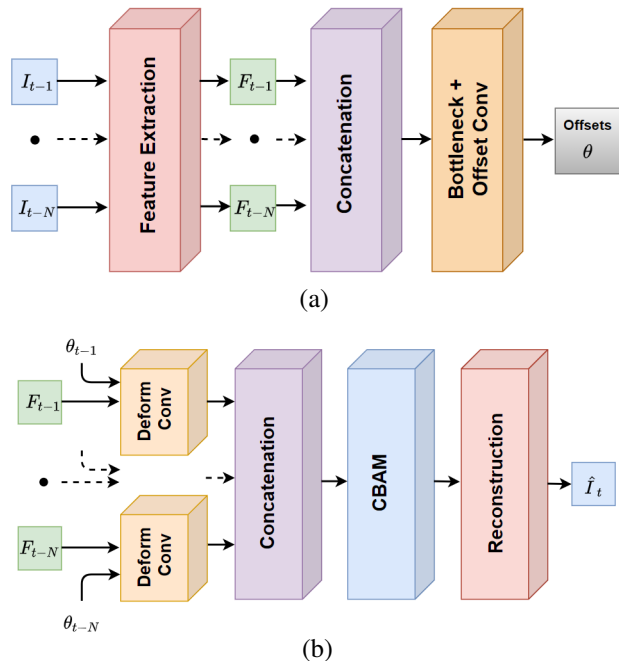 I_{t-1}
F_{t-1}
I_{t-N}
F_{t-N}
Feature Extraction
Concatenation
Bottleneck +
Offset Conv
Offsets
θ
(a)
θ_{t-1}
F_{t-1}
Deform
Conv
F_{t-N}
Deform
Conv
θ_{t-N}
Concatenation
CBAM
Reconstruction
Î_t
(b)